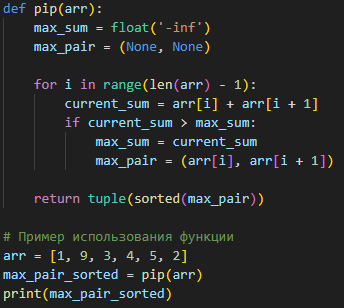 def pip(arr):
    max_sum = float('-inf')
    max_pair = (None, None)

    for i in range(len(arr) - 1):
        current_sum = arr[i] + arr[i + 1]
        if current_sum > max_sum:
            max_sum = current_sum
            max_pair = (arr[i], arr[i + 1])

    return tuple(sorted(max_pair))

# Пример использования функции
arr = [1, 9, 3, 4, 5, 2]
max_pair_sorted = pip(arr)
print(max_pair_sorted)